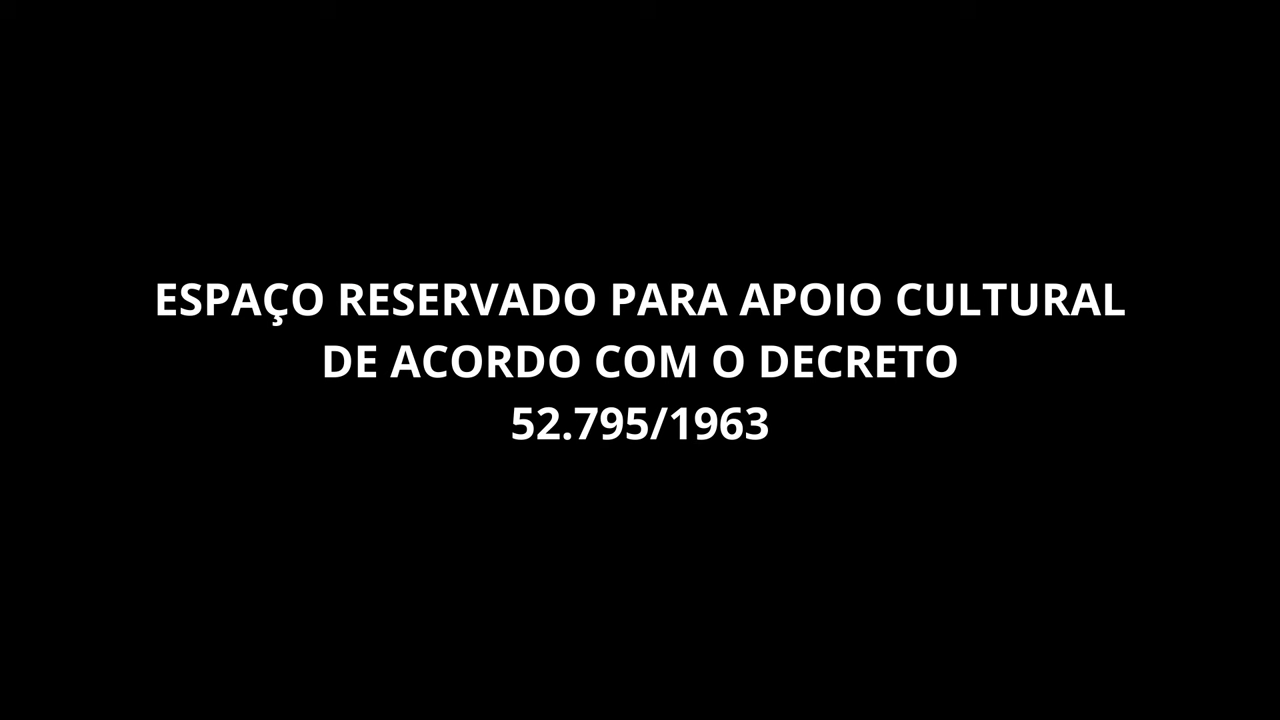 ESPAÇO RESERVADO PARA APOIO CULTURAL
DE ACORDO COM O DECRETO
52.795/1963